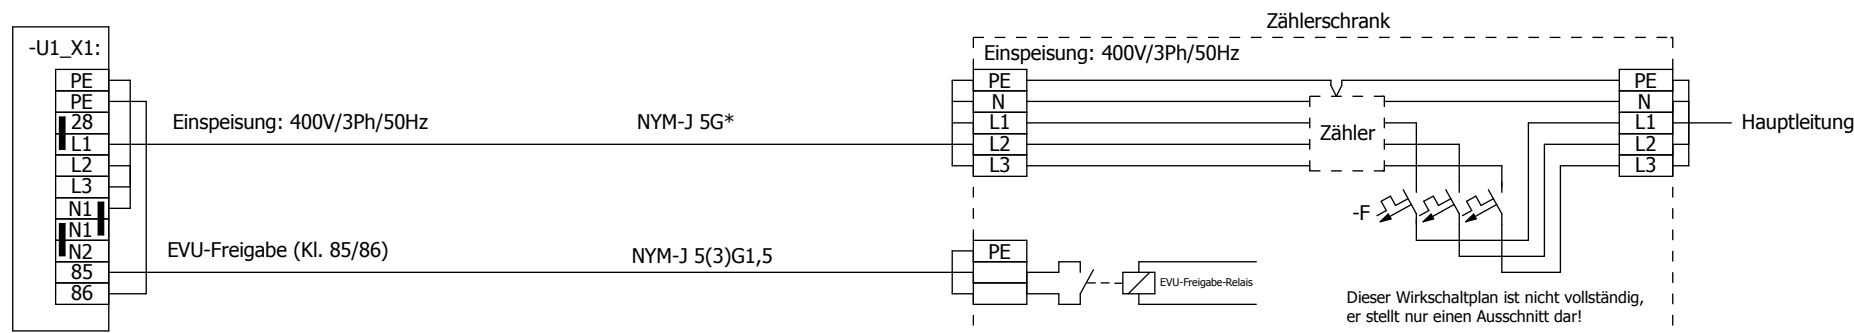 Zählerschrank
-U1_X1:
PE
PE
28
L1
L2
L3
N1
N1
N2
85
86
Einspeisung: 400V/3Ph/50Hz
NYM-J 5G*
EVU-Freigabe (Kl. 85/86)
NYM-J 5(3)G1,5
Einspeisung: 400V/3Ph/50Hz
PE
N
L1
L2
L3
Zähler
PE
N
L1
L2
L3
Hauptleitung
-F
PE
EVU-Freigabe-Relais
Dieser Wirkschaltplan ist nicht vollständig,
er stellt nur einen Ausschnitt dar!